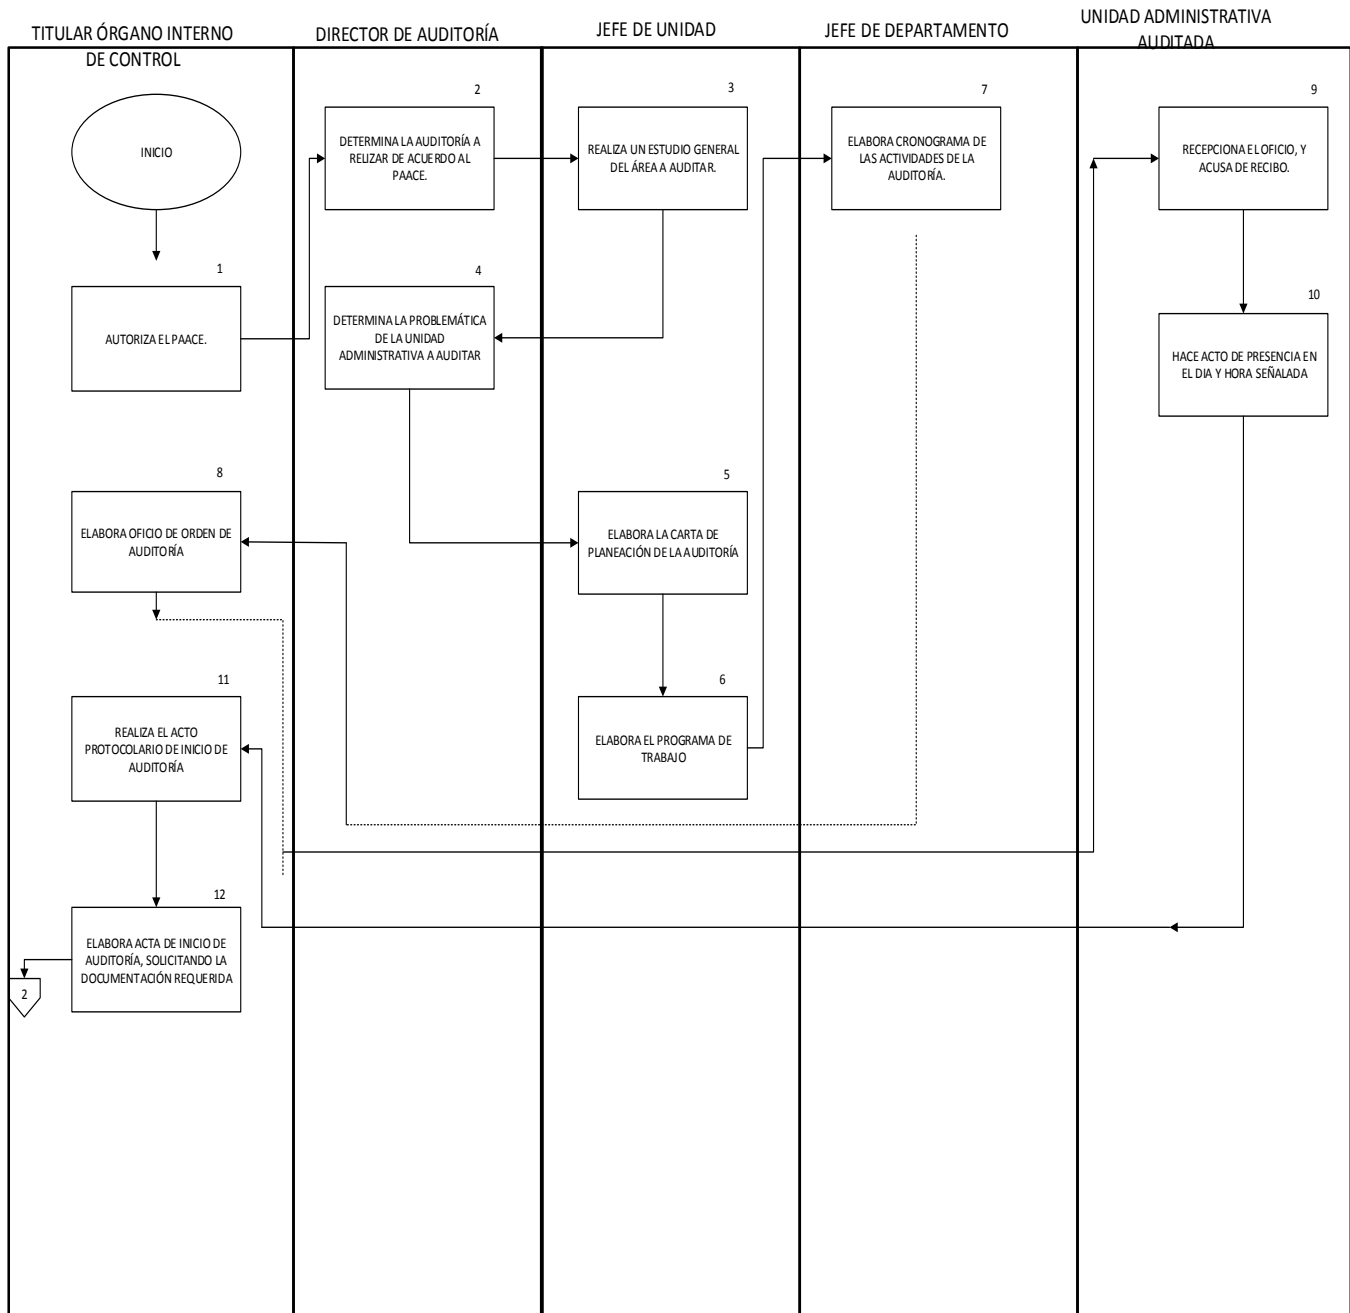 TITULAR ÓRGANO INTERNO
DE CONTROL
DIRECTOR DE AUDITORÍA
JEFE DE UNIDAD
JEFE DE DEPARTAMENTO
UNIDAD ADMINISTRATIVA
AUDITADA
INICIO
1
AUTORIZA EL PAACE.
2
DETERMINA LA AUDITORÍA A
RELIZAR DE ACUERDO AL
PAACE.
3
REALIZA UN ESTUDIO GENERAL
DEL ÁREA A AUDITAR.
4
DETERMINA LA PROBLEMÁTICA
DE LA UNIDAD
ADMINISTRATIVA A AUDITAR
5
ELABORA LA CARTA DE
PLANEACIÓN DE LA AUDITORÍA
6
ELABORA EL PROGRAMA DE
TRABAJO
7
ELABORA CRONOGRAMA DE
LAS ACTIVIDADES DE LA
AUDITORÍA.
8
ELABORA OFICIO DE ORDEN DE
AUDITORÍA
9
RECEPCIONA EL OFICIO, Y
ACUSA DE RECIBO.
10
HACE ACTO DE PRESENCIA EN
EL DIA Y HORA SEÑALADA
11
REALIZA EL ACTO
PROTOCOLARIO DE INICIO DE
AUDITORÍA
12
ELABORA ACTA DE INICIO DE
AUDITORÍA, SOLICITANDO LA
DOCUMENTACIÓN REQUERIDA
2